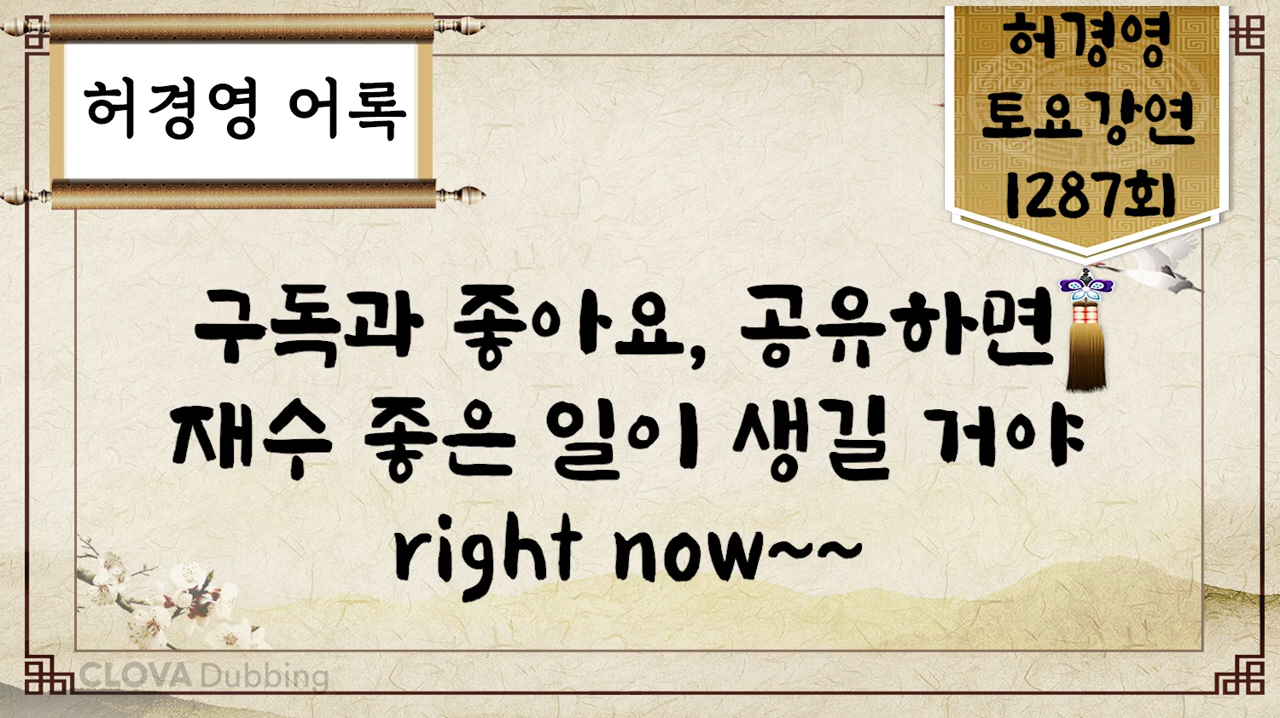 허경영 어록
허경영
토요강연
1287회
구독과 좋아요, 공유하면
재수 좋은 일이 생길 거야
right now~~
CLOVA Dubbing